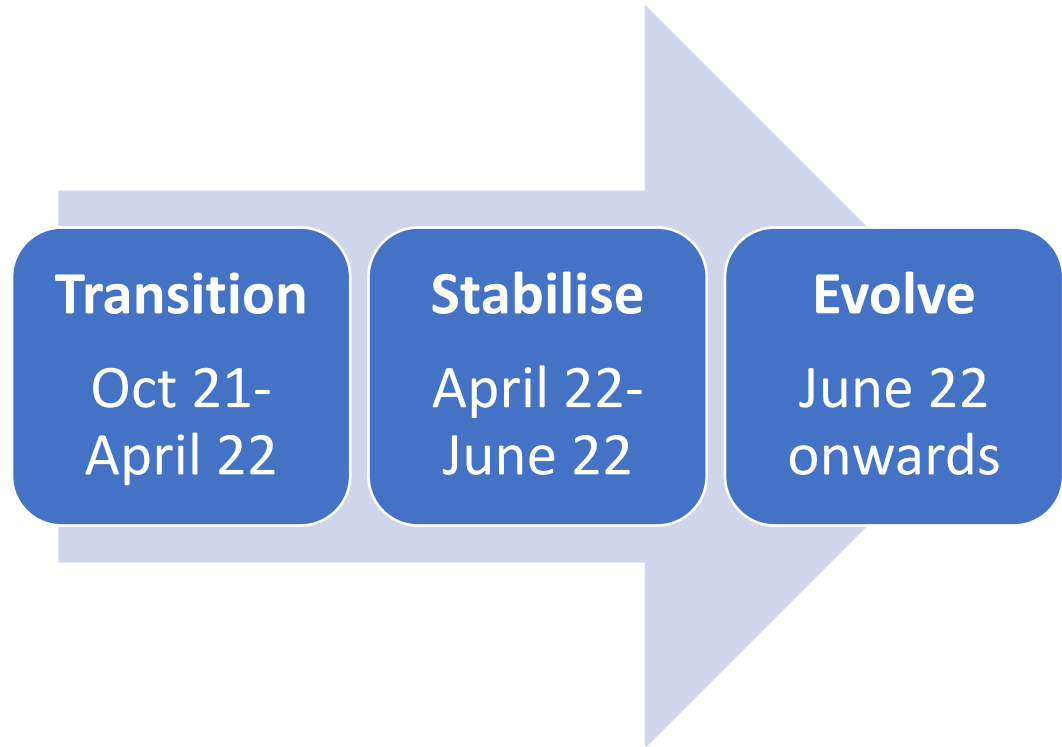 Transition
Oct 21-
April 22
Stabilise
April 22-
June 22
Evolve
June 22
onwards